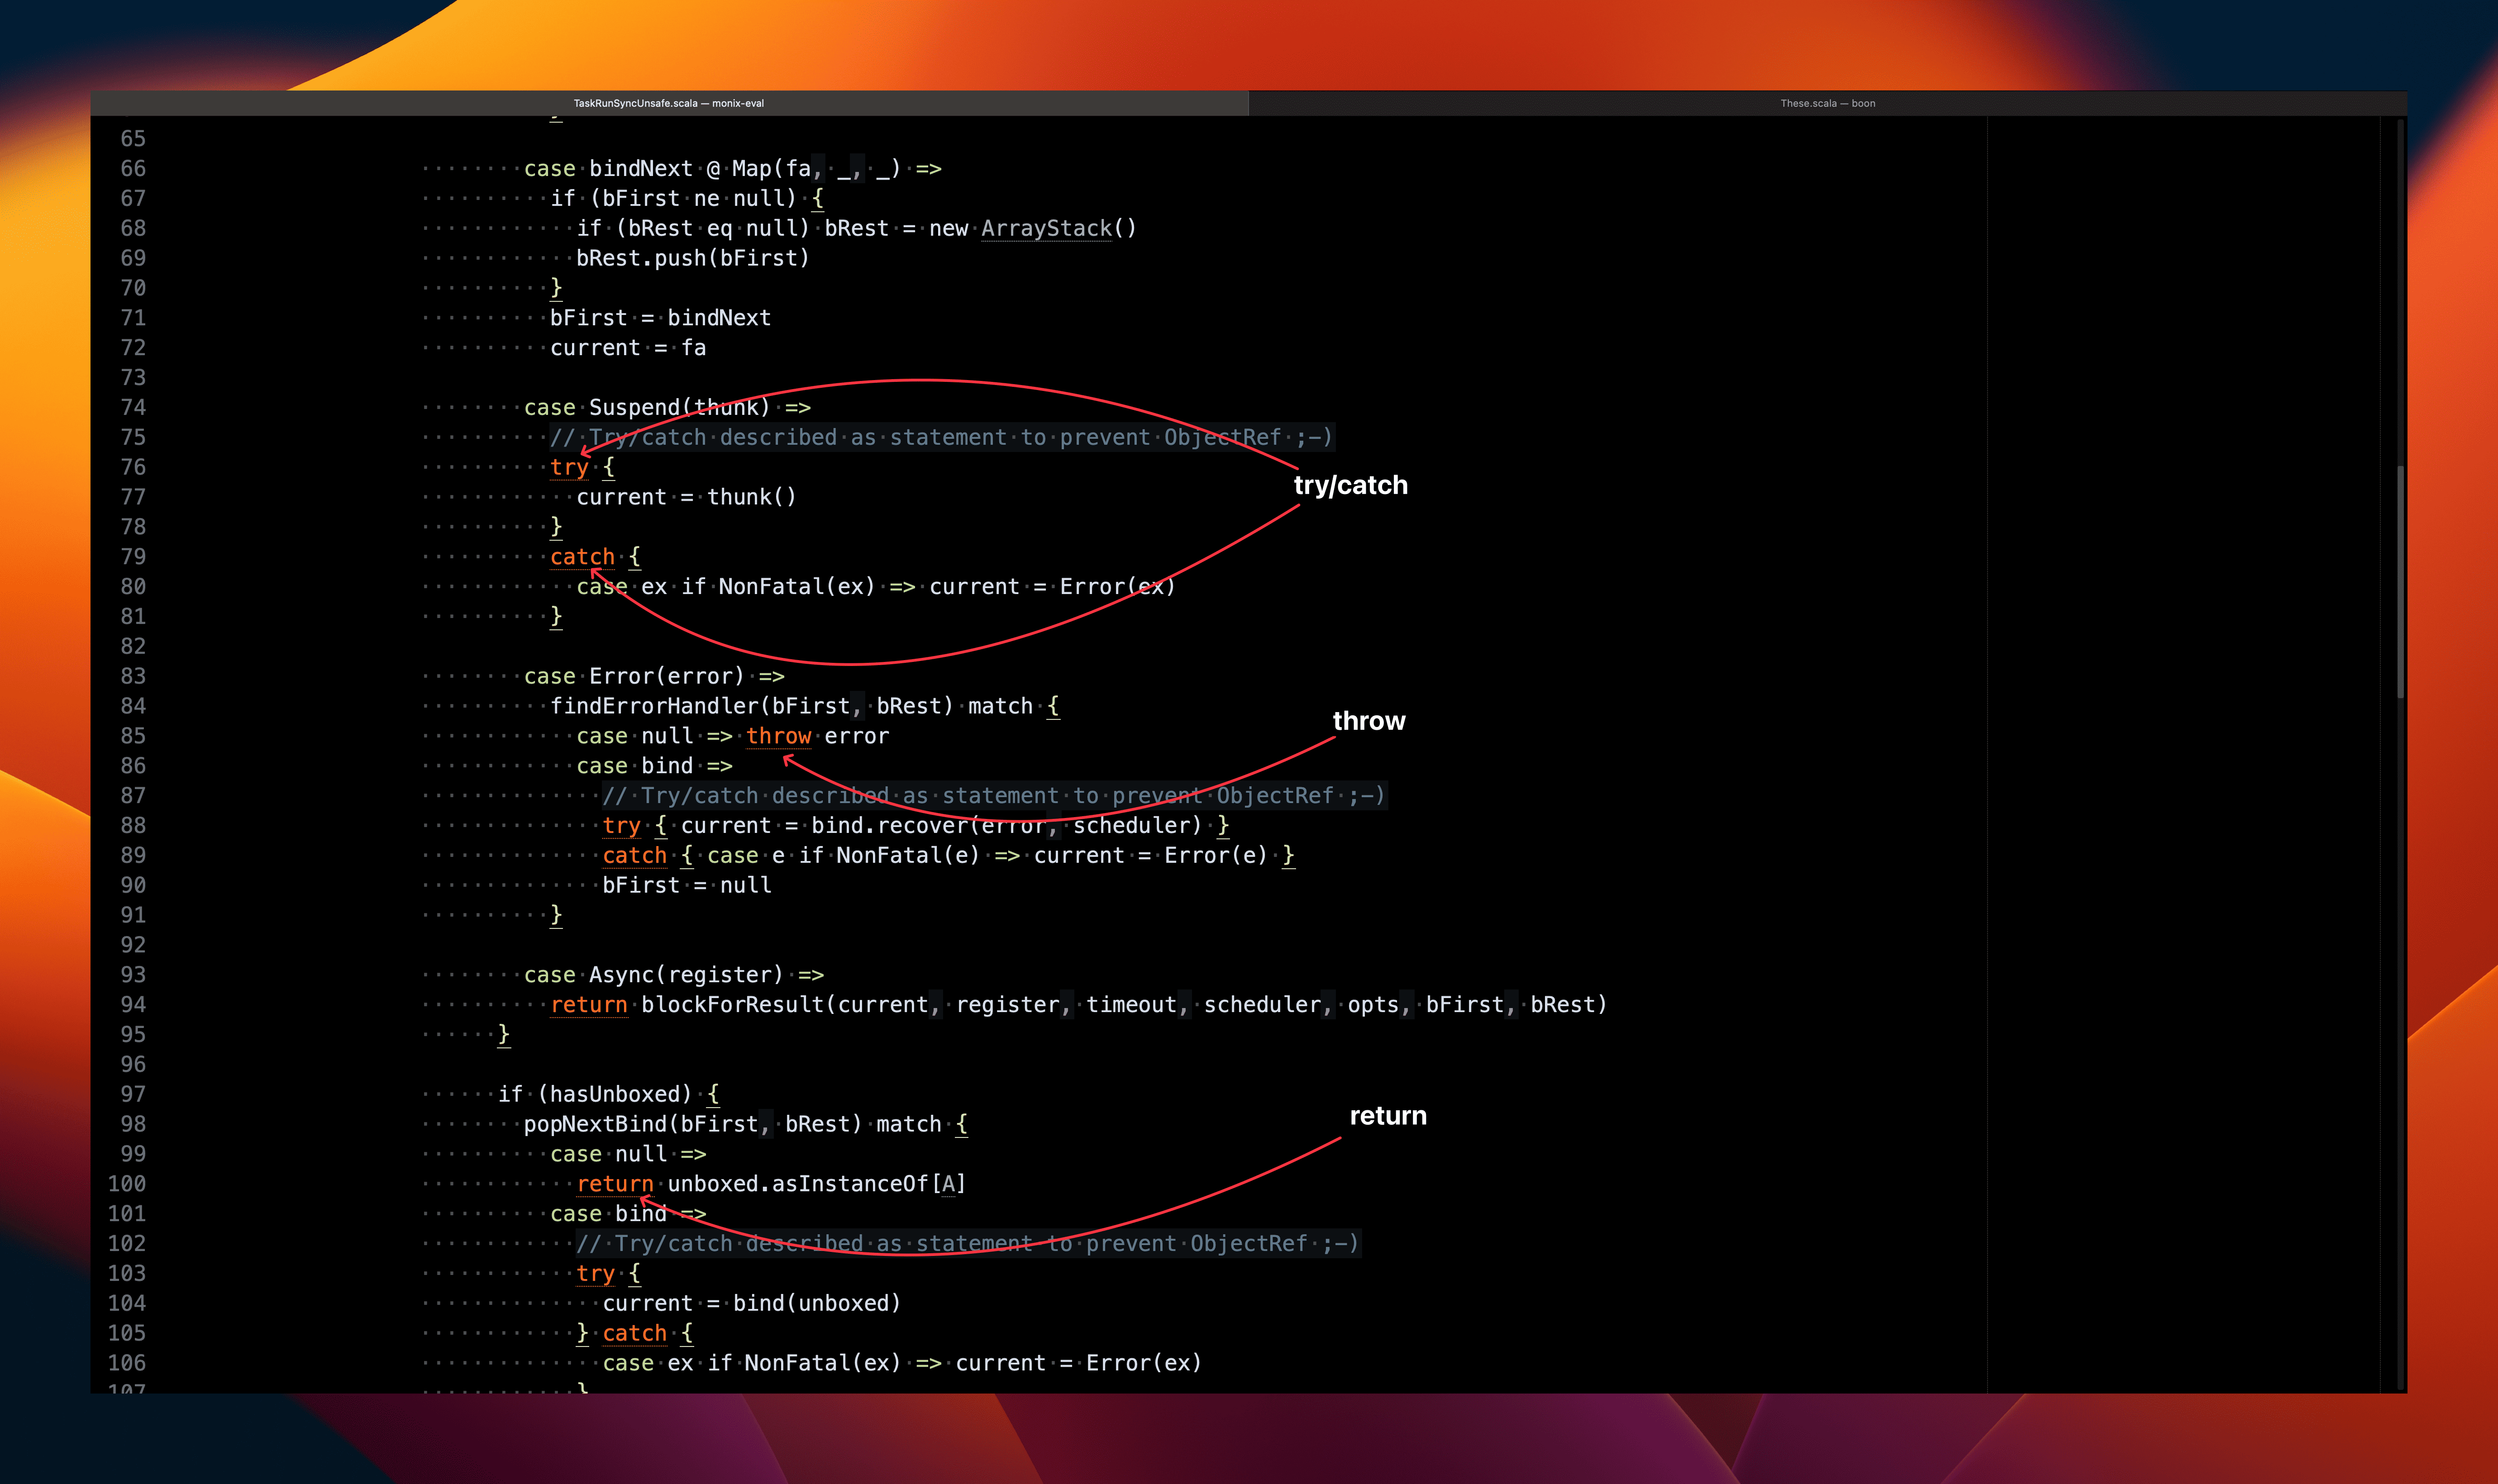 TaskRunSyncUnsafe.scala — monix-eval
These.scala — boon
65
66 case bindNext @ Map(fa, _, _) =>
67 if (bFirst ne null) {
68 if (bRest eq null) bRest = new ArrayStack()
69 bRest.push(bFirst)
70 }
71 bFirst = bindNext
72 current = fa
73
74 case Suspend(thunk) =>
75 // Try/catch described as statement to prevent ObjectRef ;-)
76 try {
try/catch
77 current = thunk()
78 }
79 catch {
80 case ex if NonFatal(ex) => current = Error(ex)
81 }
82
83 case Error(error) =>
84 findErrorHandler(bFirst, bRest) match {
throw
85 case null => throw error
86 case bind =>
87 // Try/catch described as statement to prevent ObjectRef ;-)
88 try { current = bind.recover(error, scheduler) }
89 catch { case e if NonFatal(e) => current = Error(e) }
90 bFirst = null
91 }
92
93 case Async(register) =>
94 return blockForResult(current, register, timeout, scheduler, opts, bFirst, bRest)
95 }
96
97 if (hasUnboxed) {
98 popNextBind(bFirst, bRest) match {
return
99 case null =>
100 return unboxed.asInstanceOf[A]
101 case bind =>
102 // Try/catch described as statement to prevent ObjectRef ;-)
103 try {
104 current = bind(unboxed)
105 } catch {
106 case ex if NonFatal(ex) => current = Error(ex)
107 }